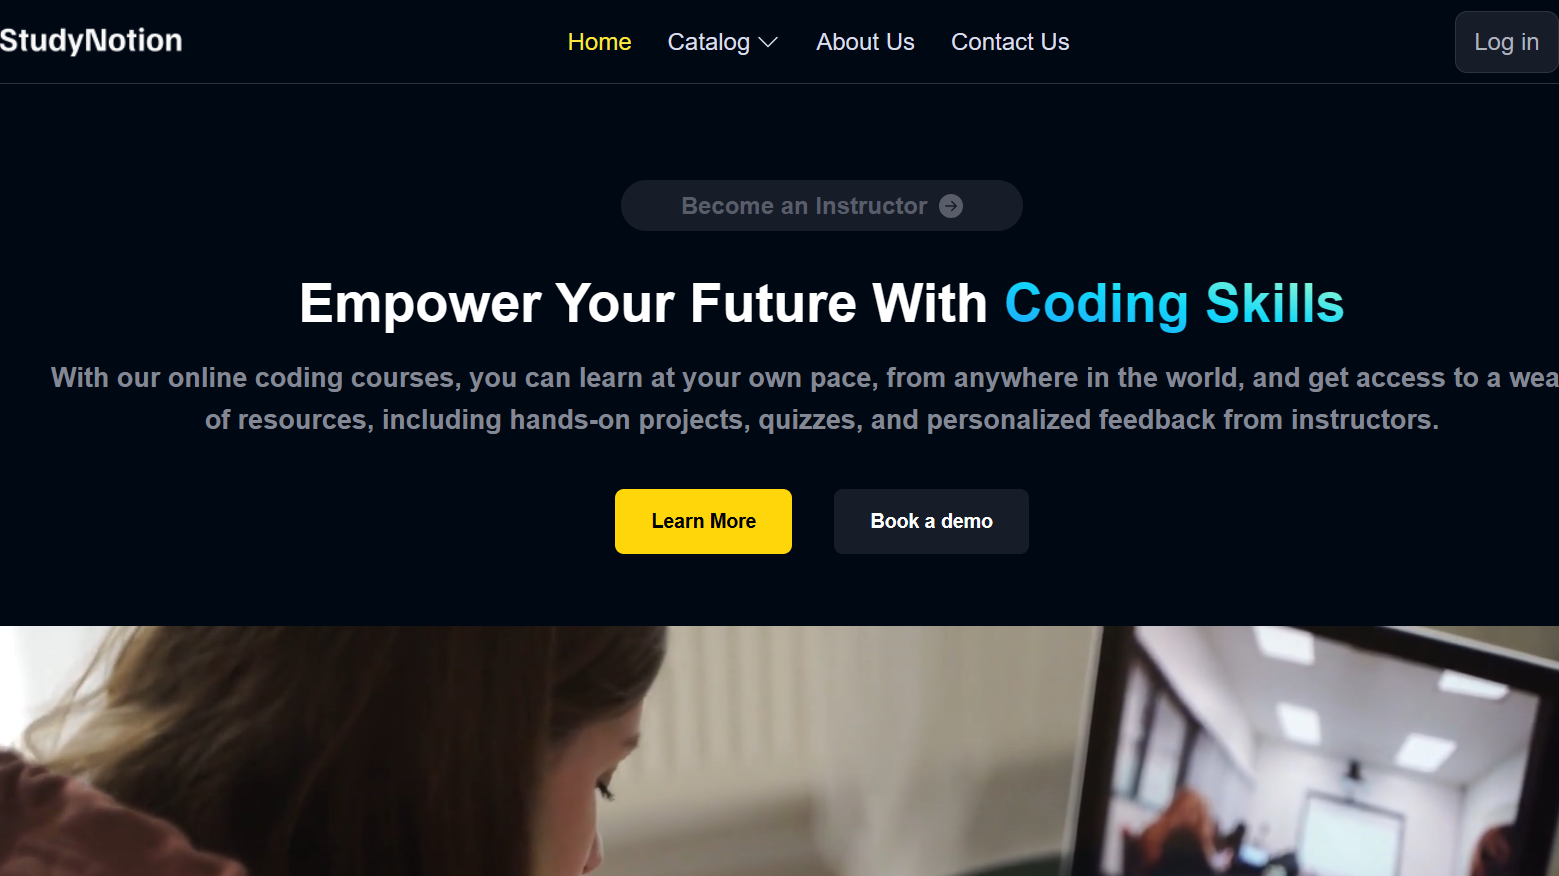 StudyNotion
Home
Catalog
About Us
Contact Us
Log in
Become an Instructor
Empower Your Future With Coding Skills
With our online coding courses, you can learn at your own pace, from anywhere in the world, and get access to a wea
of resources, including hands-on projects, quizzes, and personalized feedback from instructors.
Learn More
Book a demo